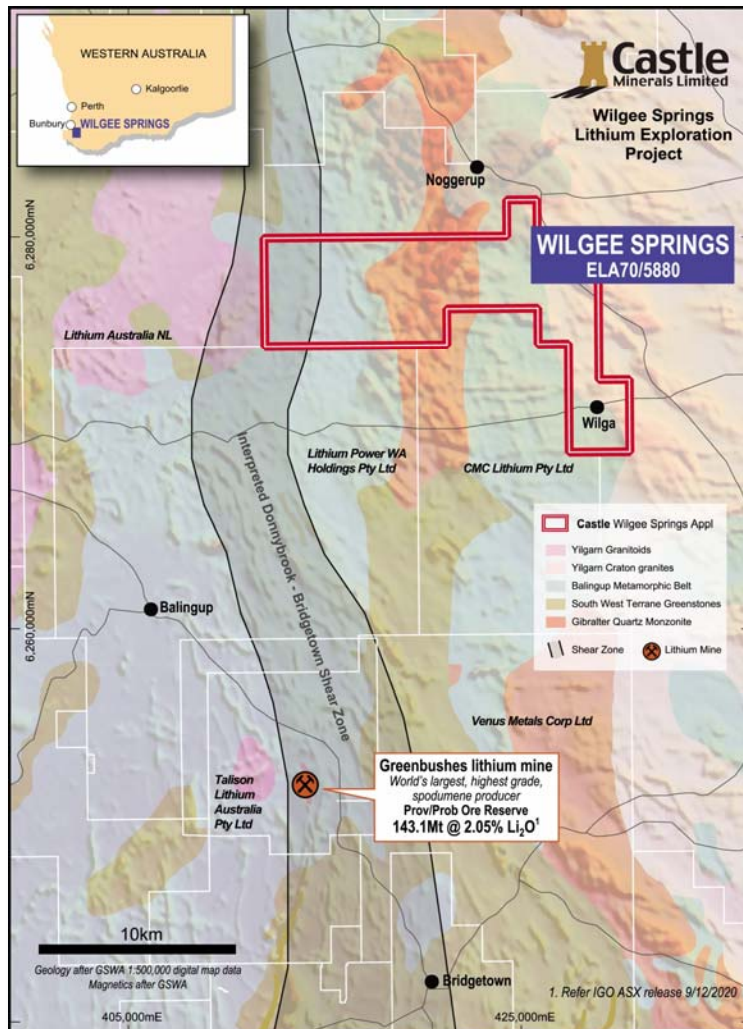 WESTERN AUSTRALIA
Kalgoorlie
Perth
Bunbury
WILGEE SPRINGS
Castle
Minerals Limited
Wilgee Springs
Lithium Exploration
Project
Noggerup
6,280,000mN
WILGEE SPRINGS
ELA70/5880
Lithium Australia NL
Wilga
Lithium Power WA
Holdings Pty Ltd
CMC Lithium Pty Ltd
Interpreted Donnybrook - Bridgetown Shear Zone
Castle Wilgee Springs Appl
Yilgarn Granitoids
Yilgarn Craton granites
Balingup Metamorphic Belt
South West Terrane Greenstones
Gibralter Quartz Monzonite
Shear Zone
Lithium Mine
Balingup
6,260,000mN
Venus Metals Corp Ltd
Talison
Lithium
Australia
Pty Ltd
Greenbushes lithium mine
World's largest, highest grade,
spodumene producer
Prov/Prob Ore Reserve
143.1Mt @ 2.05% Li₂O¹
10km
Geology after GSWA 1:500,000 digital map data
Magnetics after GSWA
Bridgetown
1. Refer IGO ASX release 9/12/2020
405,000mE
425,000mE